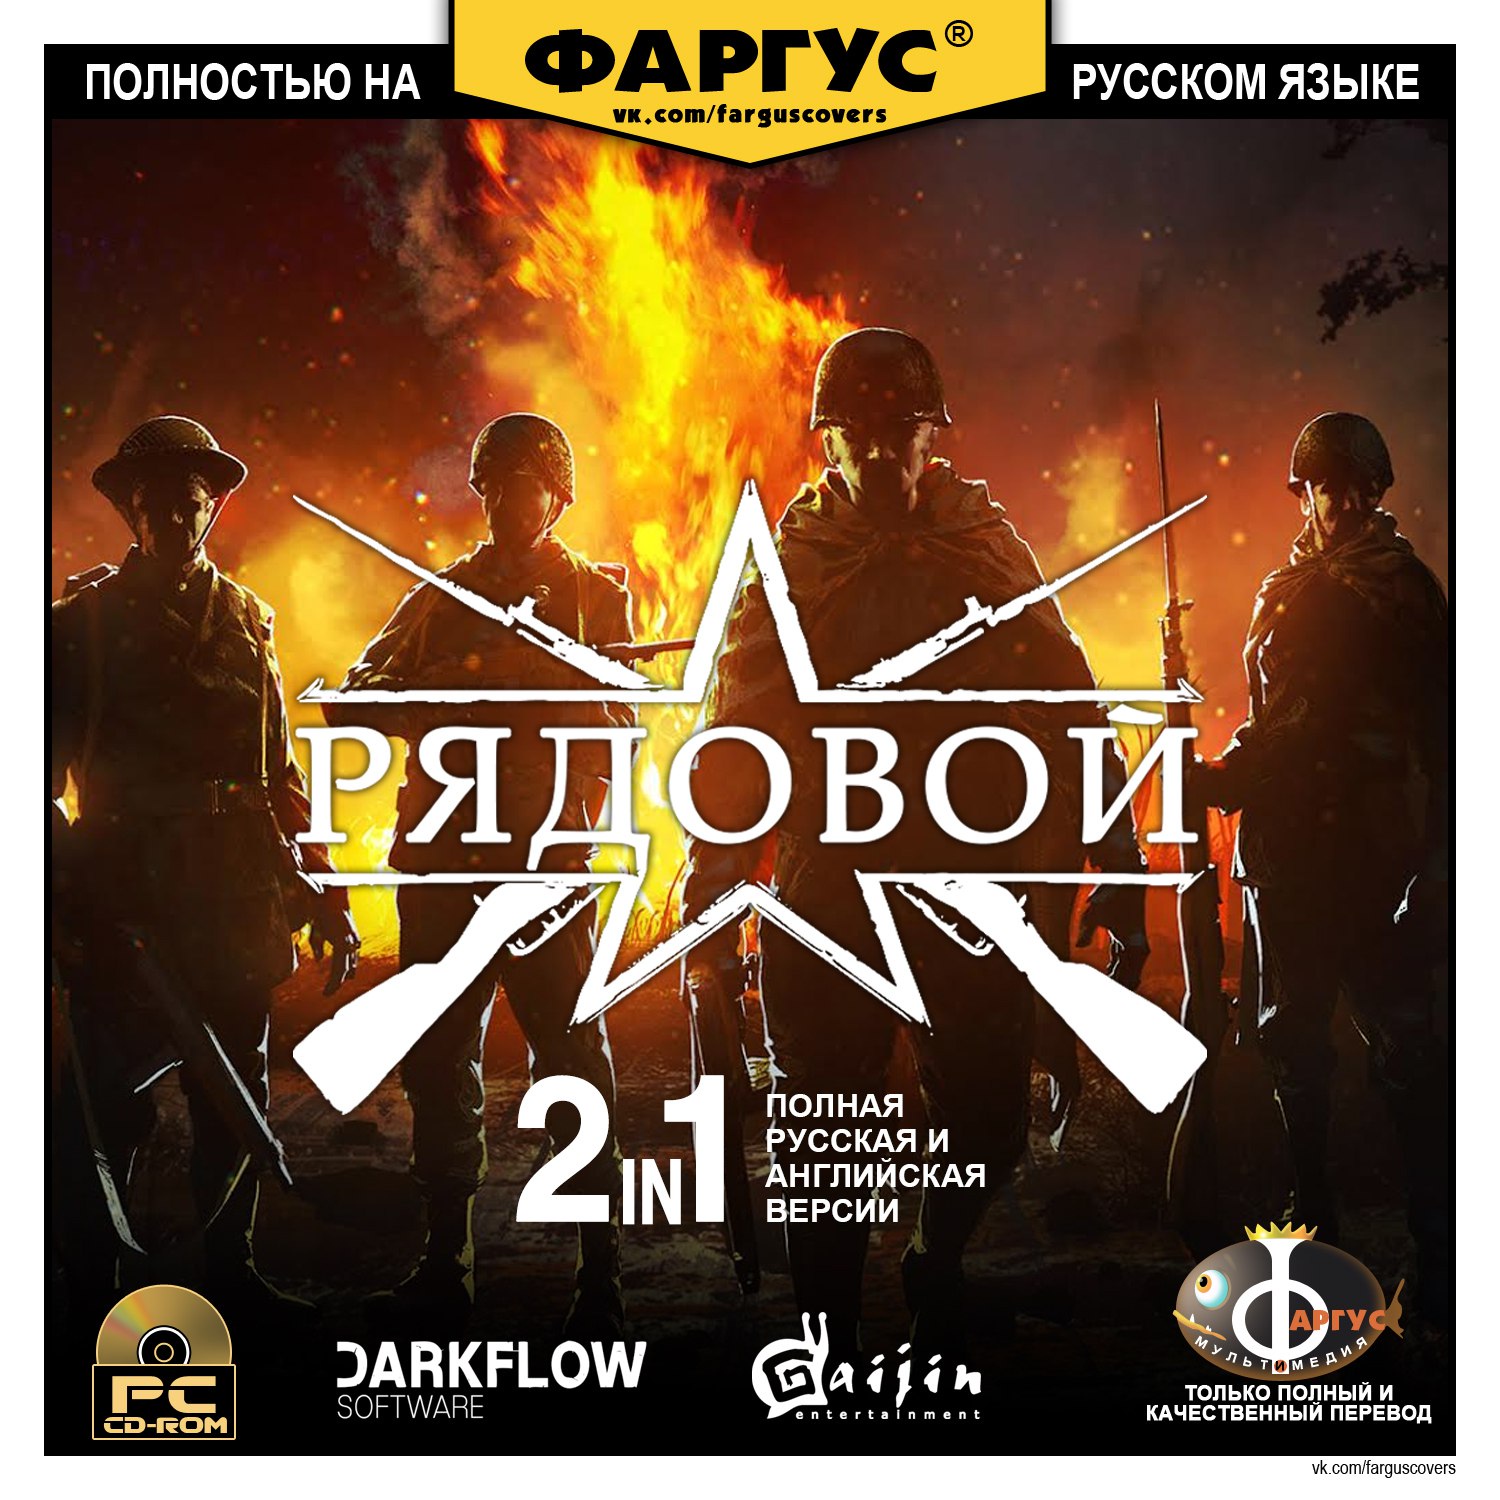 ФАРГУС®
vk.com/farguscovers
ПОЛНОСТЬЮ НА РУССКОМ ЯЗЫКЕ
РЯДОВОЙ
2 IN 1
ПОЛНАЯ
РУССКАЯ И
АНГЛИЙСКАЯ
ВЕРСИИ
PC
CD-ROM
DARKFLOW
SOFTWARE
Gaijin
entertainment
ФАРГУС
МУЛЬТИМЕДИЯ
ТОЛЬКО ПОЛНЫЙ И
КАЧЕСТВЕННЫЙ ПЕРЕВОД
vk.com/farguscovers